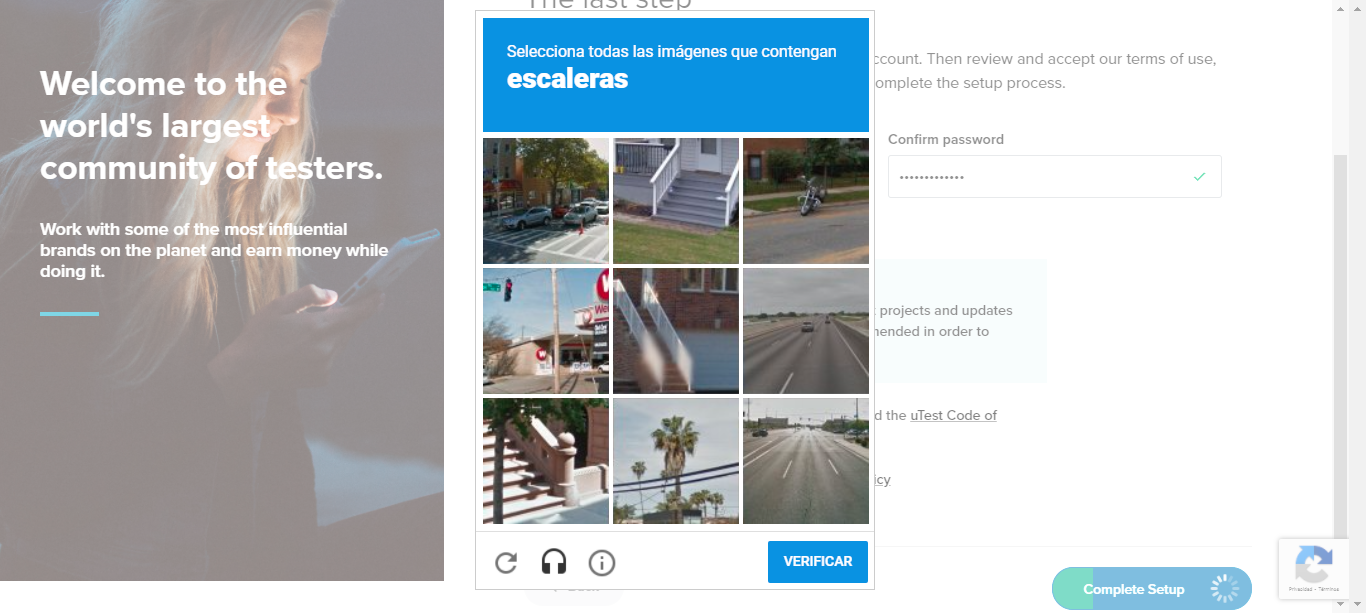 Welcome to the
world's largest
community of testers.
Work with some of the most influential
brands on the planet and earn money while
doing it.
The last step
Selecciona todas las imágenes que contengan
escaleras
ccount. Then review and accept our terms of use,
omplete the setup process.
Confirm password
projects and updates
mended in order to
d the uTest Code of
icy
VERIFICAR
Complete Setup
Privacidad - Términos